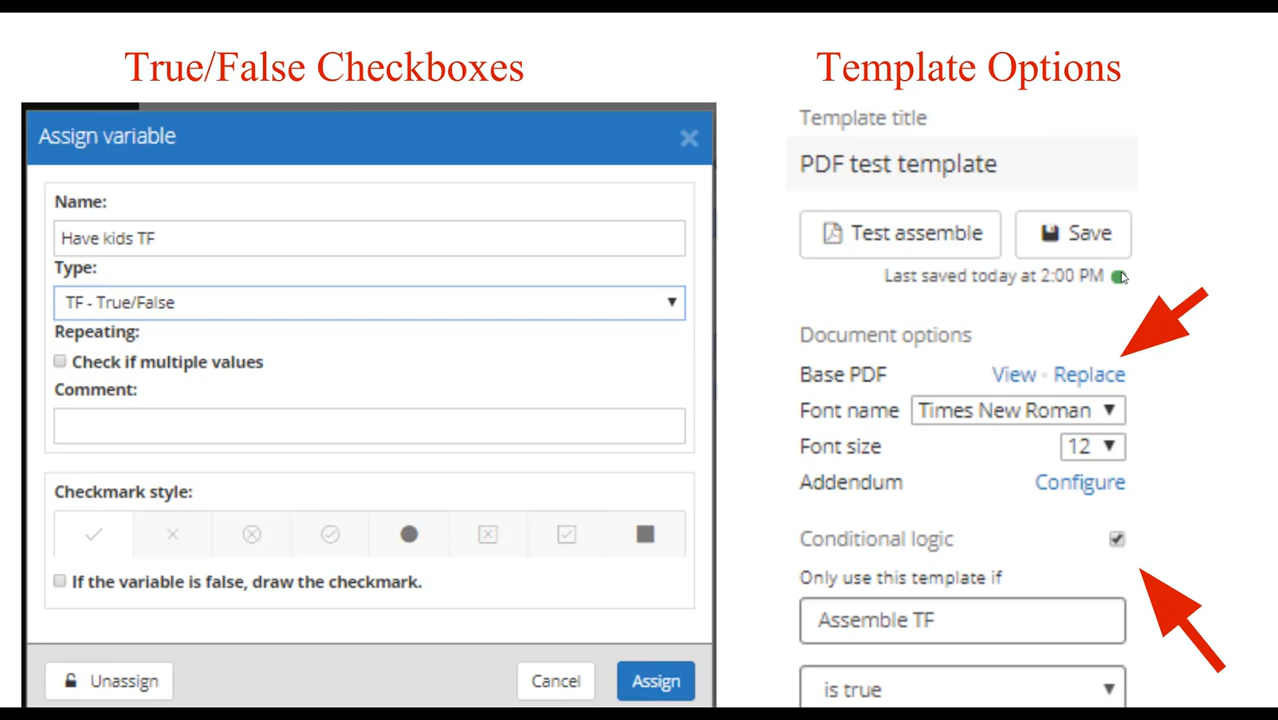 True/False Checkboxes
Assign variable
Name:
Have kids TF
Type:
TF - True/False
Repeating:
Check if multiple values
Comment:
Checkmark style:
If the variable is false, draw the checkmark.
Unassign
Cancel
Assign
Template Options
Template title
PDF test template
Test assemble
Save
Last saved today at 2:00 PM
Document options
Base PDF View • Replace
Font name Times New Roman
Font size 12
Addendum Configure
Conditional logic
Only use this template if
Assemble TF
is true